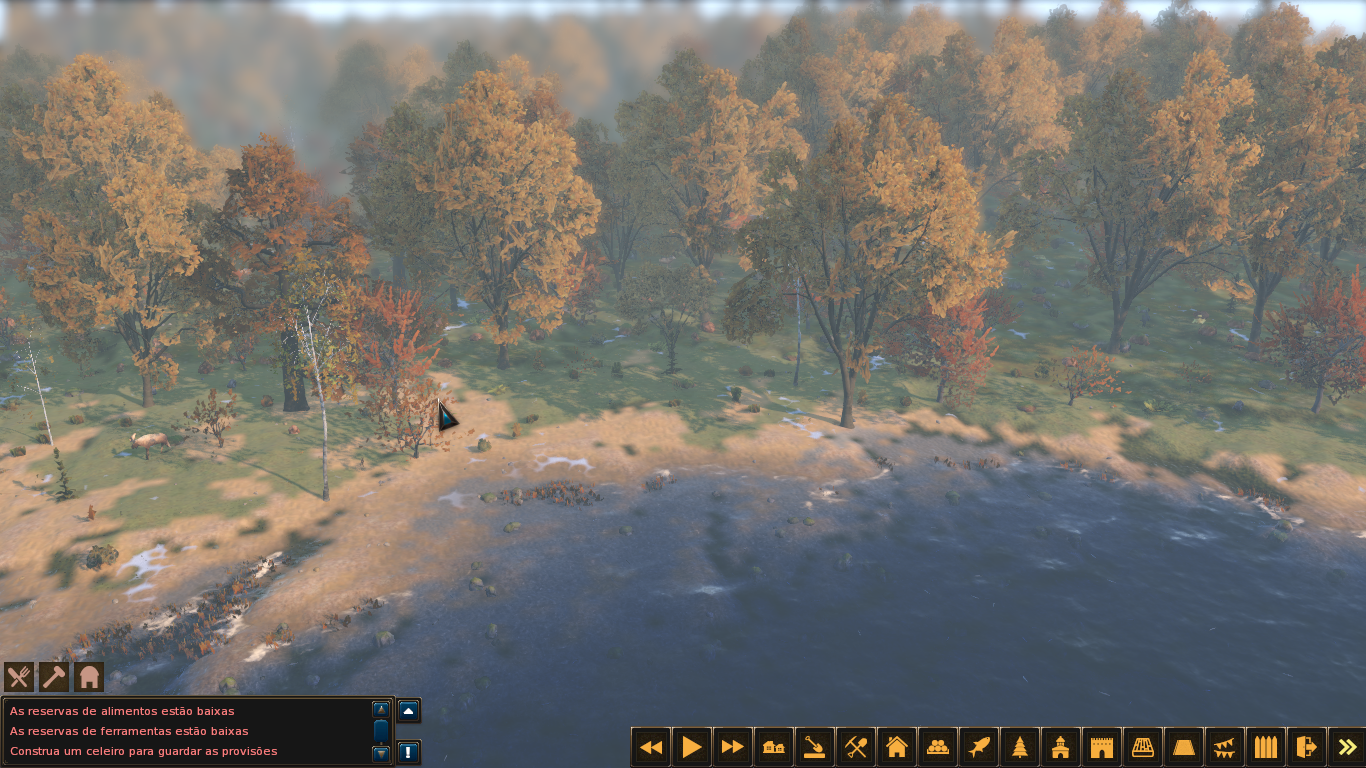 As reservas de alimentos estão baixas
As reservas de ferramentas estão baixas
Construa um celeiro para guardar as provisões